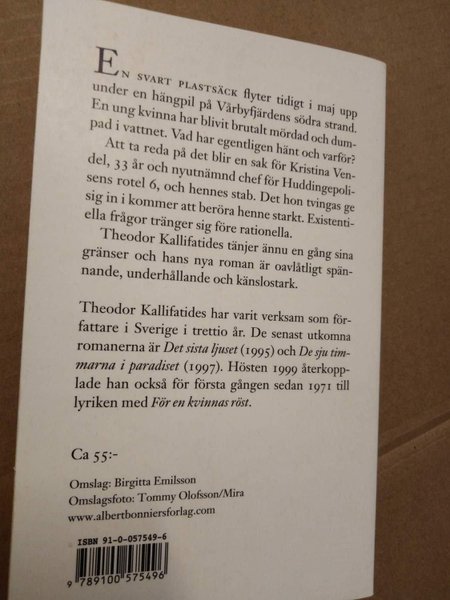 EN SVART PLASTSÄCK flyter tidigt i maj upp
under en hängpil på Vårbyfjärdens södra strand.
En ung kvinna har blivit brutalt mördad och dum-
pad i vattnet. Vad har egentligen hänt och varför?
Att ta reda på det blir en sak för Kristina Ven-
del, 33 år och nyutnämnd chef för Huddingepoli-
sens rotel 6, och hennes stab. Det hon tvingas ge
sig in i kommer att beröra henne starkt. Existenti-
ella frågor tränger sig före rationella.
Theodor Kallifatides tänjer ännu en gång sina
gränser och hans nya roman är oavlåtligt spän-
nande, underhållande och känslostark.
Theodor Kallifatides har varit verksam som för-
fattare i Sverige i trettio år. De senast utkomna
romanerna är Det sista ljuset (1995) och De sju tim-
marna i paradiset (1997). Hösten 1999 återkopp-
lade han också för första gången sedan 1971 till
lyriken med För en kvinnas röst.
Ca 55:-
Omslag: Birgitta Emilsson
Omslagsfoto: Tommy Olofsson/Mira
www.albertbonniersforlag.com
ISBN 91-0-057549-6
9 789100 575496